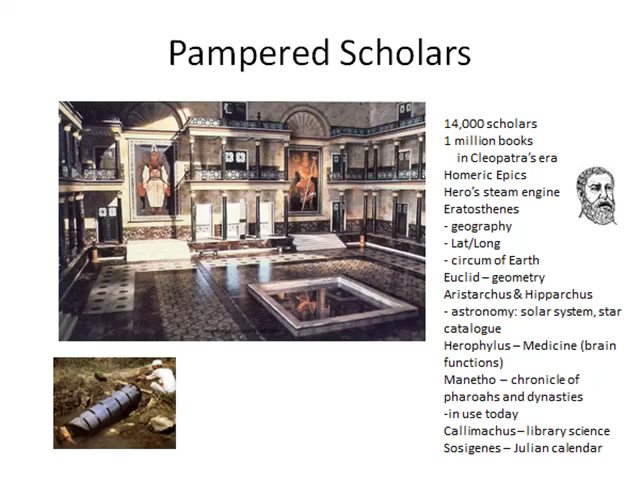 Pampered Scholars
14,000 scholars
1 million books
in Cleopatra's era
Homeric Epics
Hero's steam engine
Eratosthenes
- geography
- Lat/Long
- circum of Earth
Euclid – geometry
Aristarchus & Hipparchus
- astronomy: solar system, star
catalogue
Herophylus – Medicine (brain
functions)
Manetho – chronicle of
pharoahs and dynasties
-in use today
Callimachus – library science
Sosigenes – Julian calendar